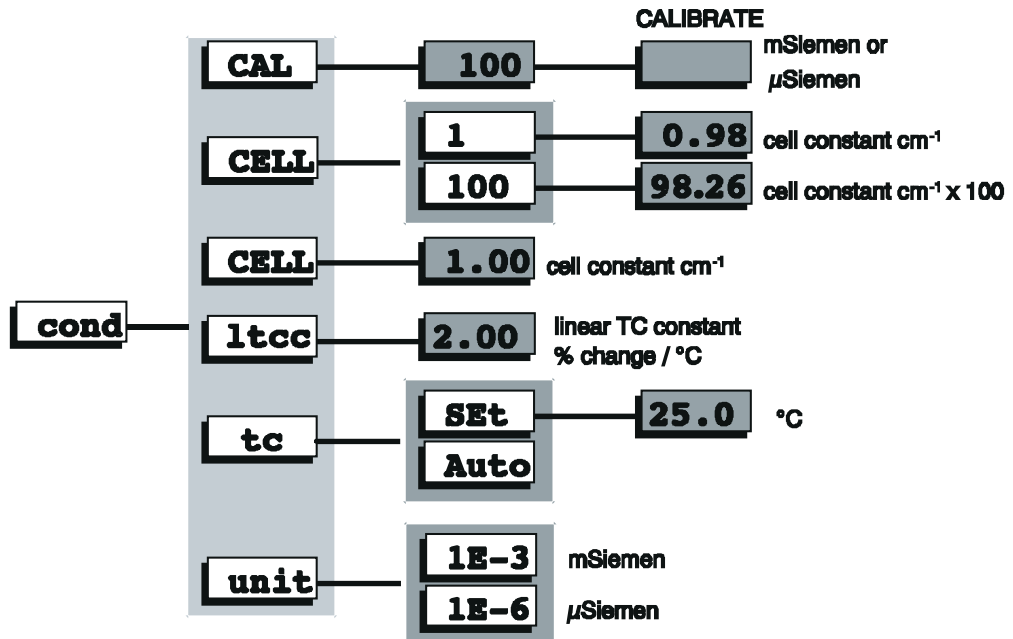 CALIBRATE
CAL 100 mSiemen or
µSiemen
CELL 1 0.98 cell constant cm-1
100 98.26 cell constant cm-1 x 100
CELL 1.00 cell constant cm-1
cond
ltcc 2.00 linear TC constant
% change / °C
tc SEt 25.0 °C
Auto
unit 1E-3 mSiemen
1E-6 µSiemen